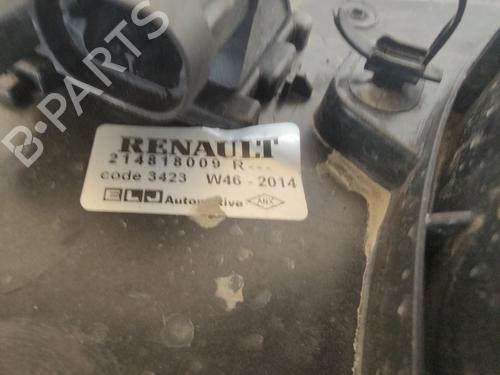 B-PARTS
RENAULT
214818009 R
code 3423 W46 - 2014
ELJ Automotive